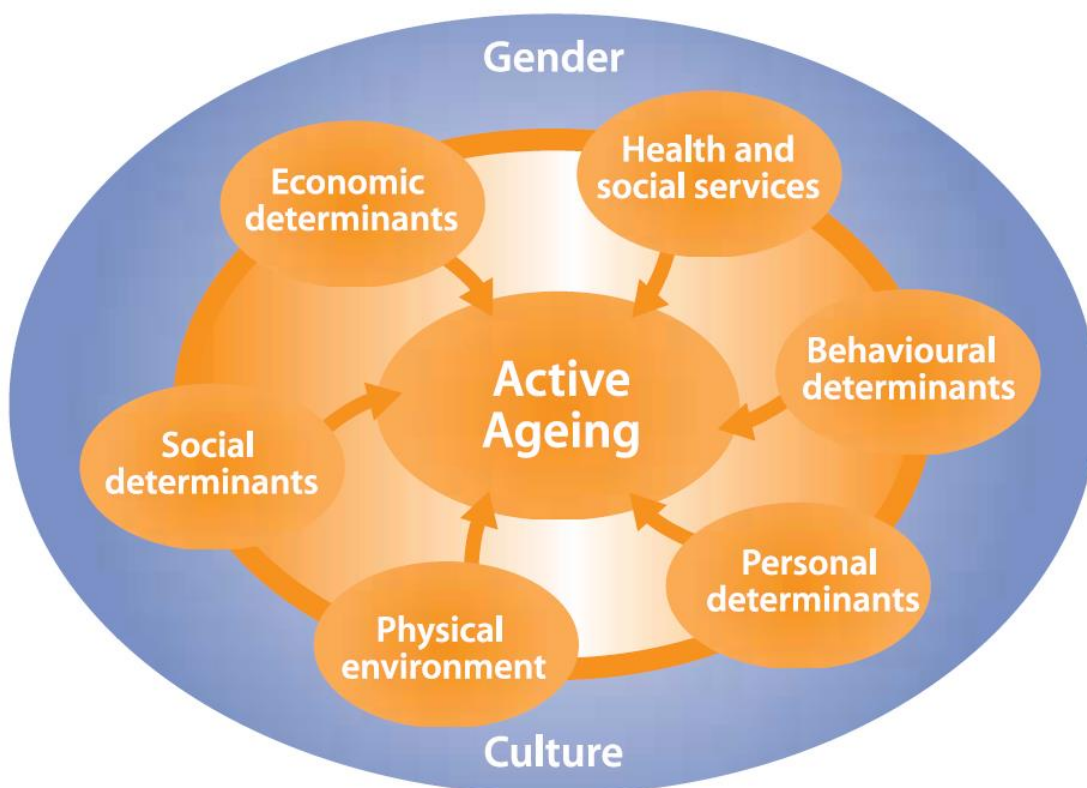 Gender
Economic
determinants
Health and
social services
Active
Ageing
Behavioural
determinants
Social
determinants
Personal
determinants
Physical
environment
Culture